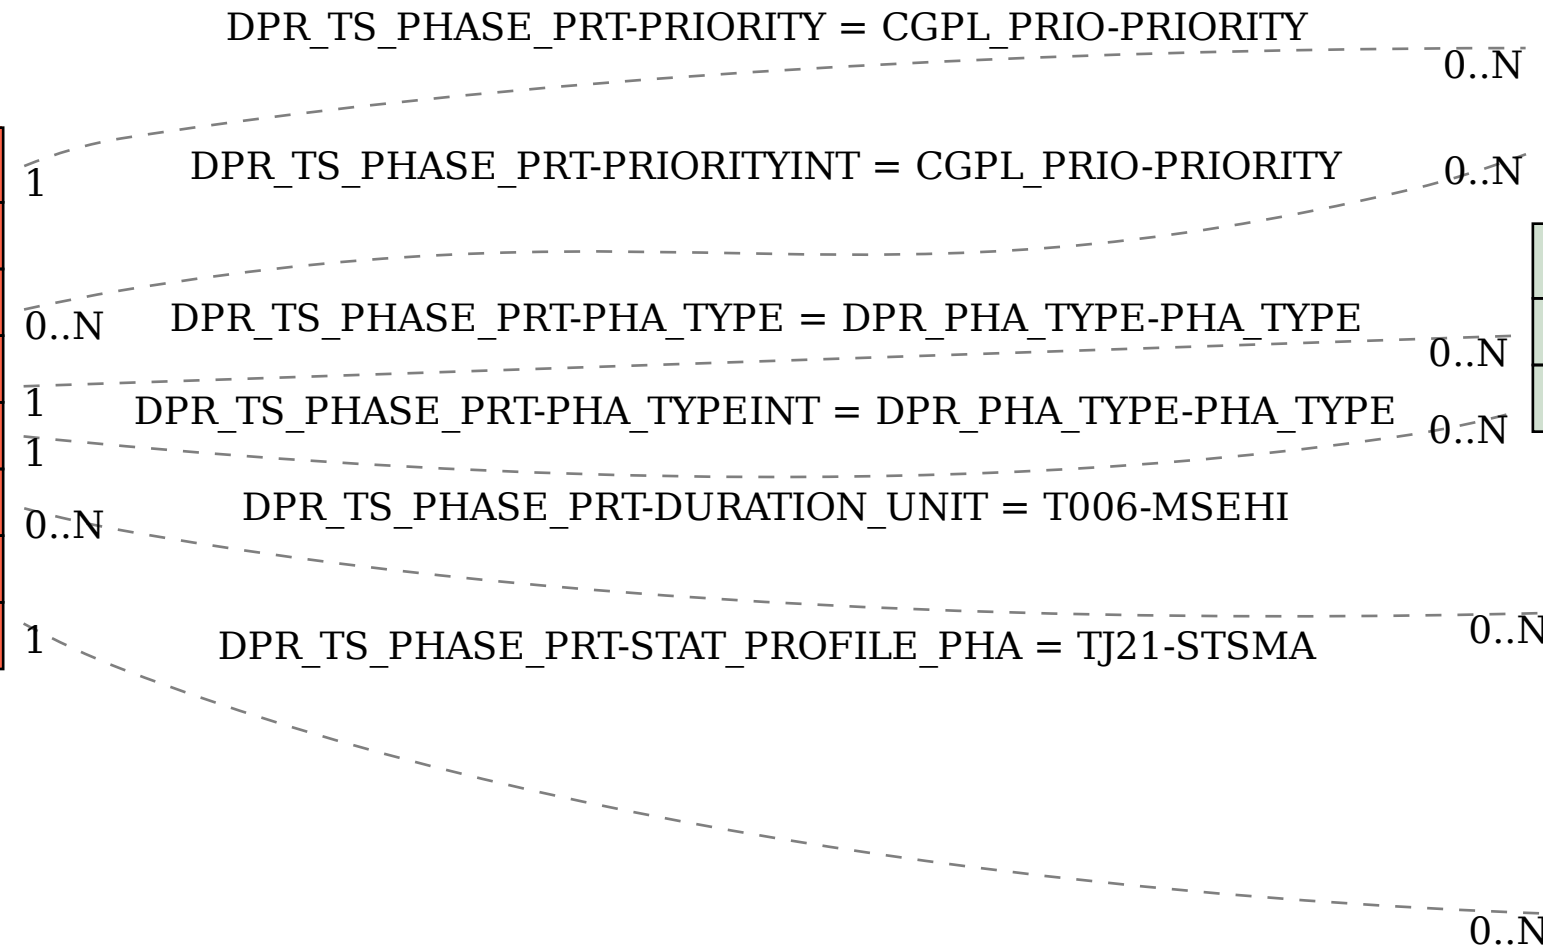 DPR_TS_PHASE_PRT-PRIORITY = CGPL_PRIO-PRIORITY
0..N
1
DPR_TS_PHASE_PRT-PRIORITYINT = CGPL_PRIO-PRIORITY
0..N
0..N
DPR_TS_PHASE_PRT-PHA_TYPE = DPR_PHA_TYPE-PHA_TYPE
0..N
1
DPR_TS_PHASE_PRT-PHA_TYPEINT = DPR_PHA_TYPE-PHA_TYPE
0..N
1
0..N
DPR_TS_PHASE_PRT-DURATION_UNIT = T006-MSEHI
0..N
1
DPR_TS_PHASE_PRT-STAT_PROFILE_PHA = TJ21-STSMA
0..N